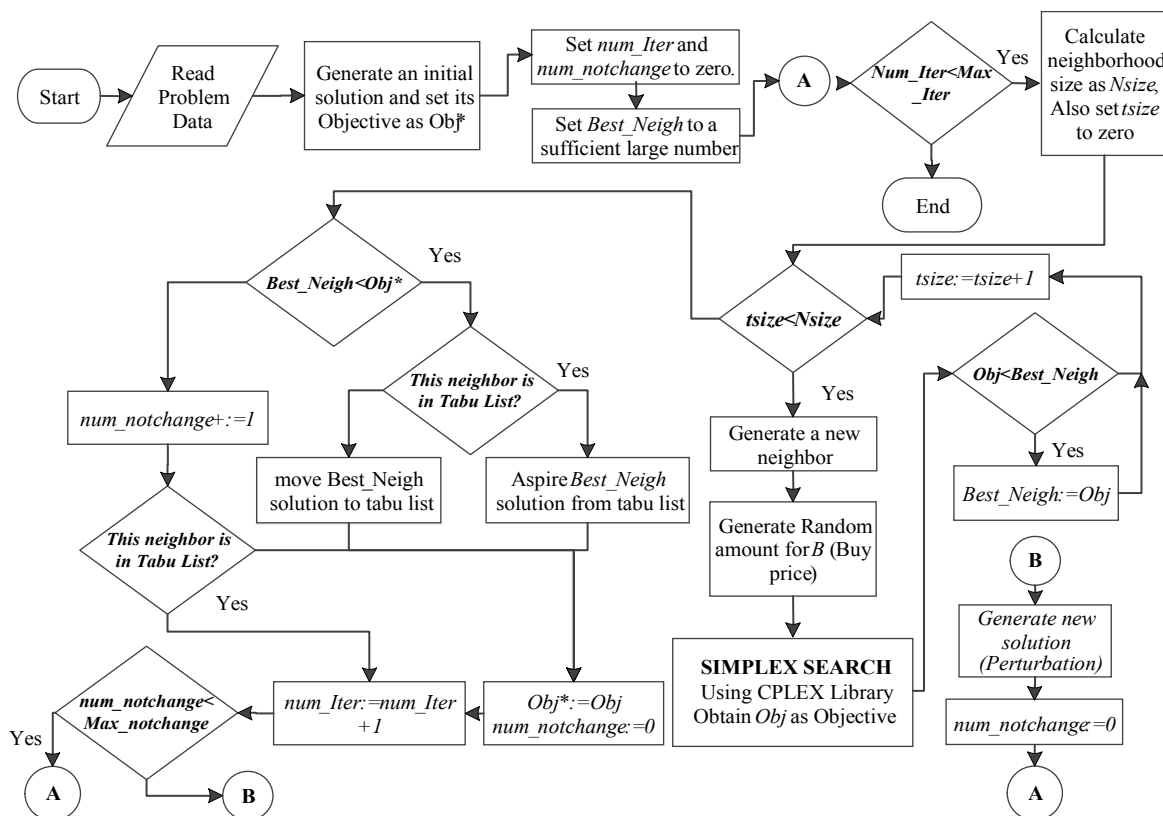 Start
Read
Problem
Data
Generate an initial
solution and set its
Objective as Obj*
Set num_Iter and
num_notchange to zero.
Set Best_Neigh to a
sufficient large number
A
Num_Iter<Max
_Iter
Yes
Calculate
neighborhood
size as Nsize,
Also set tsize
to zero
End
Best_Neigh<Obj*
Yes
This neighbor is
in Tabu List?
Yes
num_notchange+:=1
move Best_Neigh
solution to tabu list
Aspire Best_Neigh
solution from tabu list
This neighbor is
in Tabu List?
Yes
num_notchange<
Max_notchange
Yes
A
B
num_Iter:=num_Iter
+1
Obj*:=Obj
num_notchange:=0
tsize<Nsize
Yes
Generate a new
neighbor
Generate Random
amount for B (Buy
price)
SIMPLEX SEARCH
Using CPLEX Library
Obtain Obj as Objective
tsize:=tsize+1
Obj<Best_Neigh
Yes
Best_Neigh:=Obj
B
Generate new
solution
(Perturbation)
num_notchange:=0
A